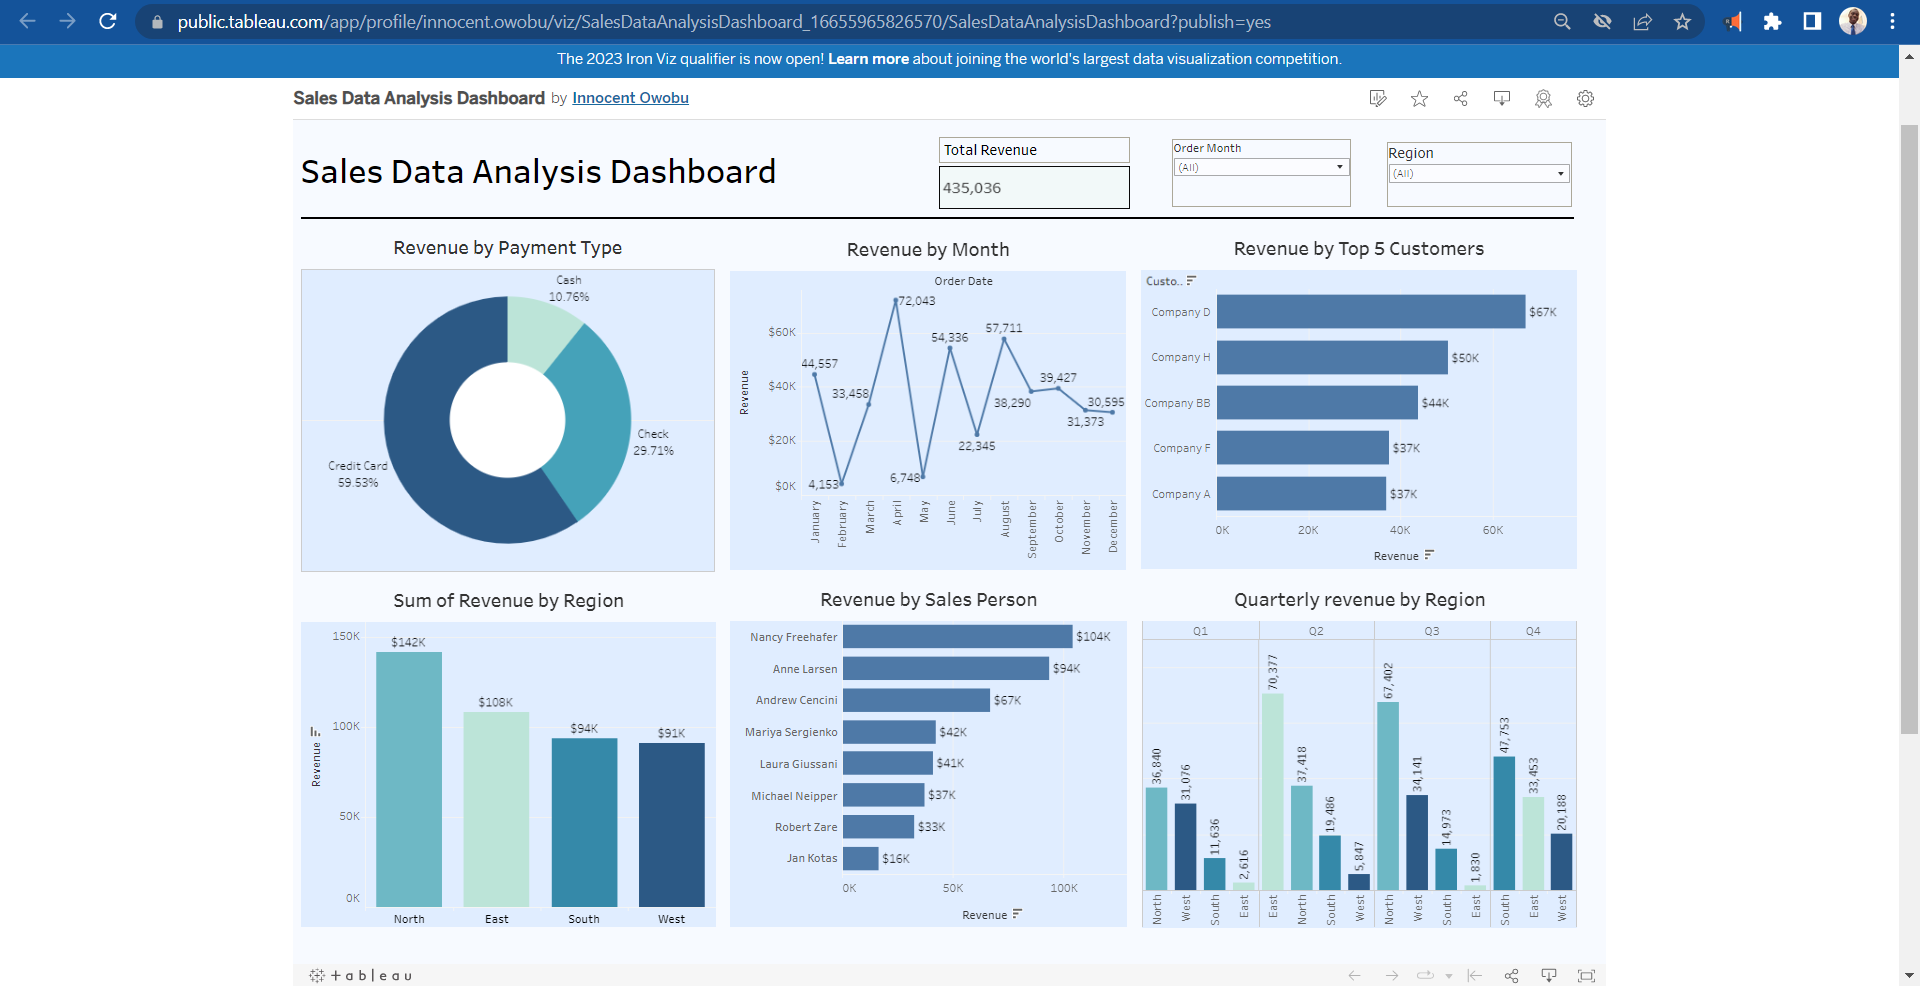 public.tableau.com/app/profile/innocent.owobu/viz/SalesDataAnalysisDashboard_16655965826570/SalesDataAnalysisDashboard?publish=yes
The 2023 Iron Viz qualifier is now open! Learn more about joining the world's largest data visualization competition.
Sales Data Analysis Dashboard by Innocent Owobu
Sales Data Analysis Dashboard
Total Revenue
435,036
Order Month
(All)
Region
(All)
Revenue by Payment Type
Cash
10.76%
Check
29.71%
Credit Card
59.53%
Revenue by Month
Order Date
Revenue
$60K
$40K
$20K
$0K
44,557
4,153
33,458
72,043
6,748
54,336
22,345
57,711
38,290
39,427
31,373
30,595
January
February
March
April
May
June
July
August
September
October
November
December
Revenue by Top 5 Customers
Custo..
Company D $67K
Company H $50K
Company BB $44K
Company F $37K
Company A $37K
0K 20K 40K 60K
Revenue
Sum of Revenue by Region
Revenue
150K
100K
50K
0K
$142K
$108K
$94K
$91K
North East South West
Revenue by Sales Person
Nancy Freehafer $104K
Anne Larsen $94K
Andrew Cencini $67K
Mariya Sergienko $42K
Laura Giussani $41K
Michael Neipper $37K
Robert Zare $33K
Jan Kotas $16K
0K 50K 100K
Revenue
Quarterly revenue by Region
Q1 Q2 Q3 Q4
36,840
31,076
11,636
2,616
70,377
37,418
19,486
5,847
67,402
34,141
14,973
1,830
47,753
33,453
20,188
North
West
South
East
East
North
South
West
North
West
South
East
South
East
West
+ableau